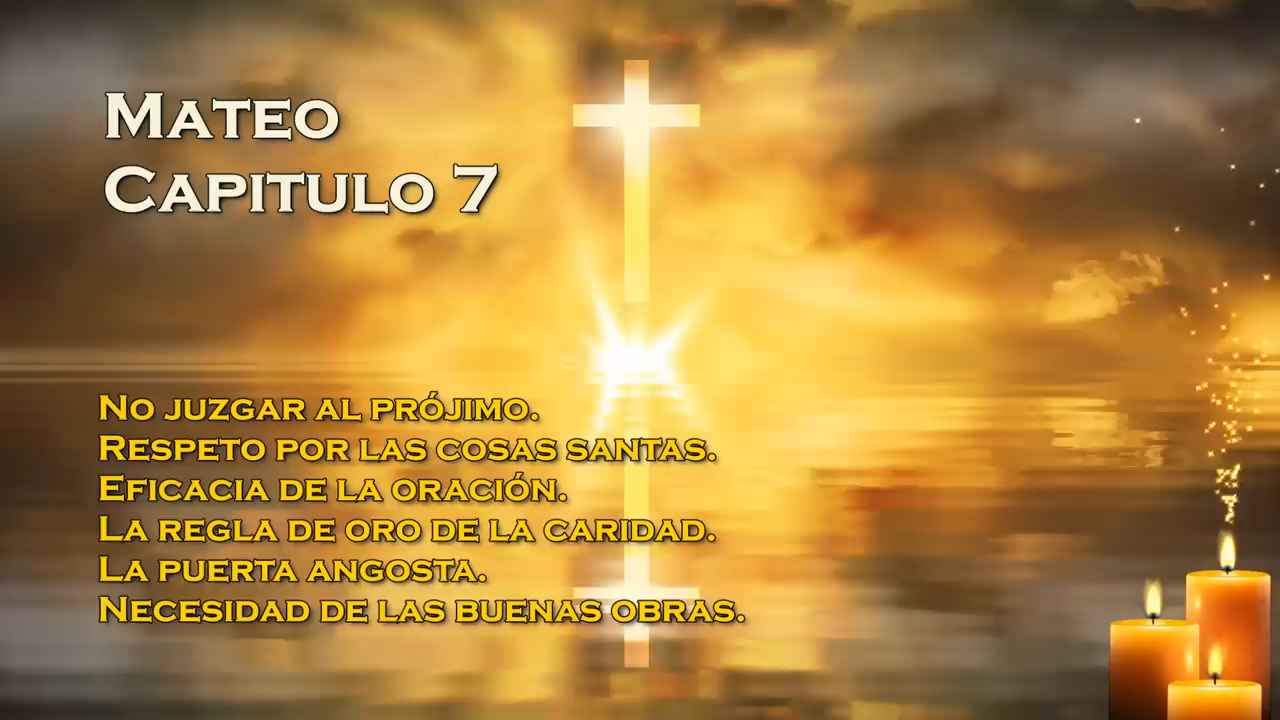 Mateo
Capitulo 7
No juzgar al prójimo.
Respeto por las cosas santas.
Eficacia de la oración.
La regla de oro de la caridad.
La puerta angosta.
Necesidad de las buenas obras.